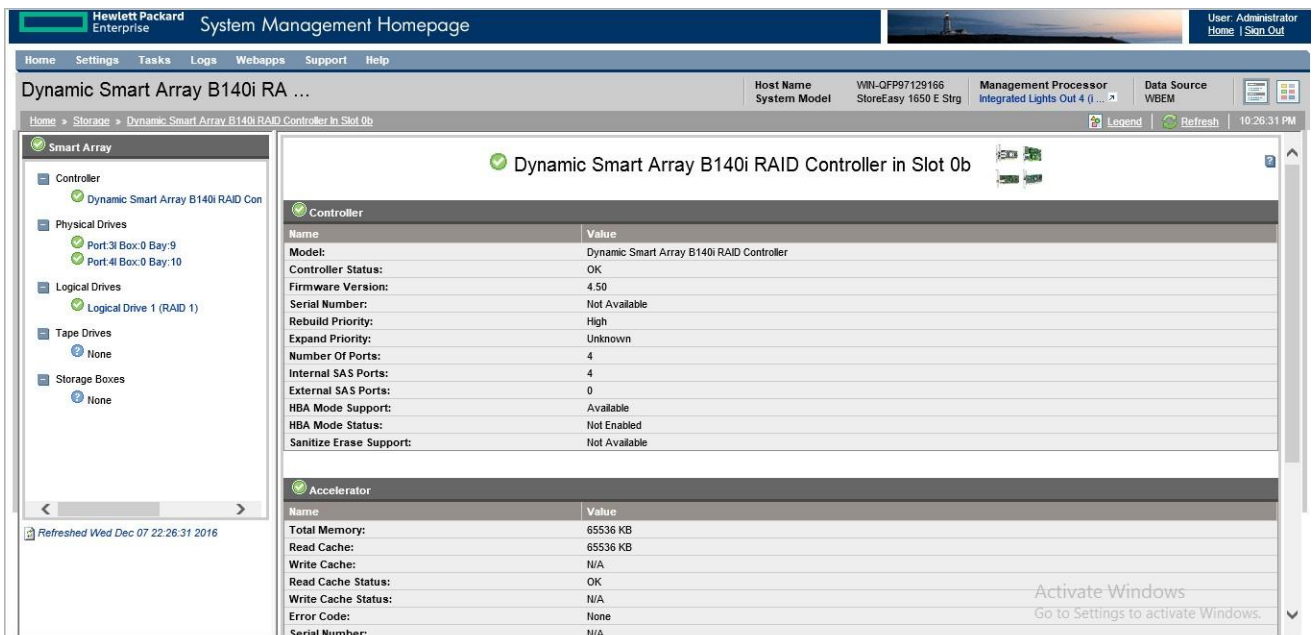 Hewlett Packard
Enterprise
System Management Homepage
User: Administrator
Home | Sign Out
Home Settings Tasks Logs Webapps Support Help
Dynamic Smart Array B140i RA ...
Host Name WIN-QFP97129166 Management Processor Data Source
System Model StoreEasy 1650 E Strg Integrated Lights Out 4 (i ... WBEM
Home » Storage » Dynamic Smart Array B140i RAID Controller In Slot 0b
Legend | Refresh | 10:26:31 PM
Smart Array
Controller
Dynamic Smart Array B140i RAID Con
Physical Drives
Port:3I Box:0 Bay:9
Port:4I Box:0 Bay:10
Logical Drives
Logical Drive 1 (RAID 1)
Tape Drives
None
Storage Boxes
None
Refreshed Wed Dec 07 22:26:31 2016
Dynamic Smart Array B140i RAID Controller in Slot 0b
Controller
Name Value
Model: Dynamic Smart Array B140i RAID Controller
Controller Status: OK
Firmware Version: 4.50
Serial Number: Not Available
Rebuild Priority: High
Expand Priority: Unknown
Number Of Ports: 4
Internal SAS Ports: 4
External SAS Ports: 0
HBA Mode Support: Available
HBA Mode Status: Not Enabled
Sanitize Erase Support: Not Available
Accelerator
Name Value
Total Memory: 65536 KB
Read Cache: 65536 KB
Write Cache: N/A
Read Cache Status: OK
Write Cache Status: N/A
Error Code: None
Serial Number: N/A
Activate Windows
Go to Settings to activate Windows.